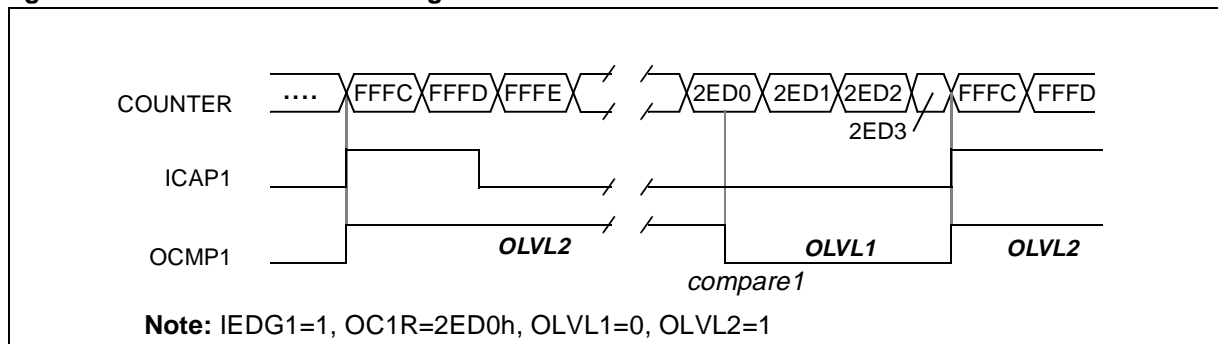 COUNTER .... FFFC FFFD FFFE 2ED0 2ED1 2ED2 FFFC FFFD
2ED3
ICAP1
OCMP1 OLVL2 OLVL1 OLVL2
compare1
Note: IEDG1=1, OC1R=2ED0h, OLVL1=0, OLVL2=1